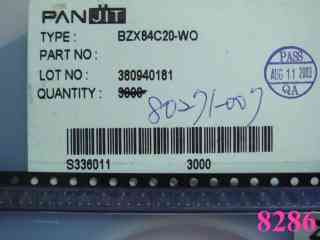 PANJIT
TYPE : BZX84C20-WO
PART NO :
LOT NO : 380940181
QUANTITY : 3000
80271-007
PASS
AUG 11 2003
QA
S336011 3000
8286